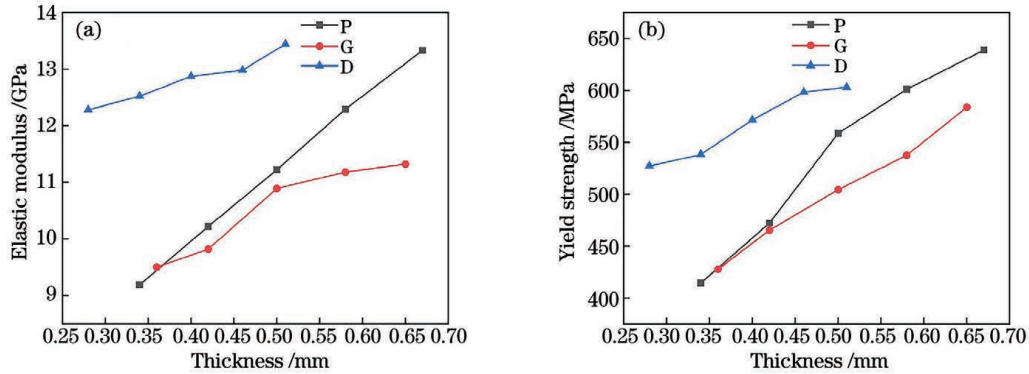 (a)
P
G
D
Elastic modulus /GPa
14
13
12
11
10
9
0.25 0.30 0.35 0.40 0.45 0.50 0.55 0.60 0.65 0.70
Thickness /mm
(b)
P
G
D
Yield strength /MPa
650
600
550
500
450
400
0.25 0.30 0.35 0.40 0.45 0.50 0.55 0.60 0.65 0.70
Thickness /mm